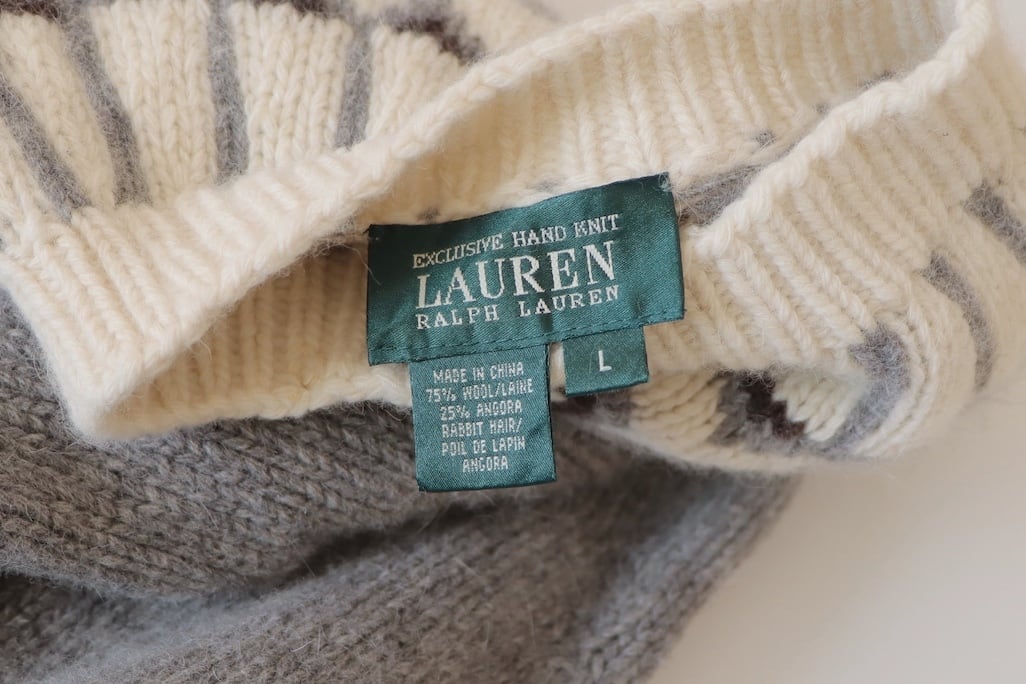 EXCLUSIVE HAND KNIT
LAUREN
RALPH LAUREN
L
MADE IN CHINA
75% WOOL/LAINE
25% ANGORA
RABBIT HAIR/
POIL DE LAPIN
ANGORA